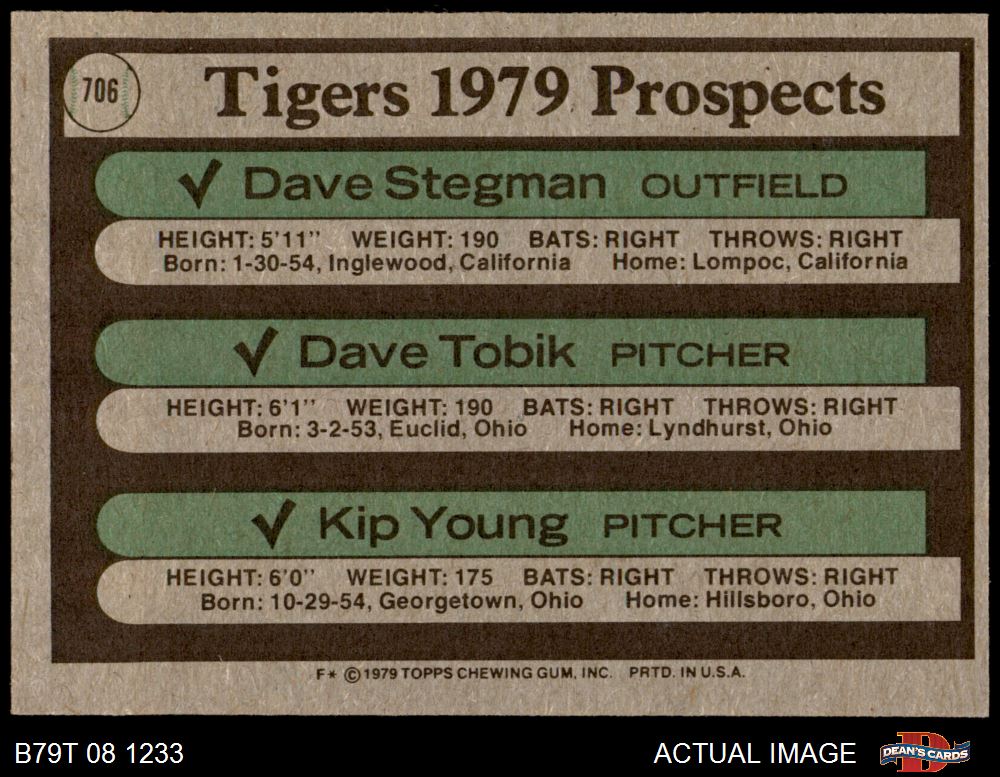 706
Tigers 1979 Prospects
Dave Stegman OUTFIELD
HEIGHT: 5'11" WEIGHT: 190 BATS: RIGHT THROWS: RIGHT
Born: 1-30-54, Inglewood, California Home: Lompoc, California
Dave Tobik PITCHER
HEIGHT: 6'1" WEIGHT: 190 BATS: RIGHT THROWS: RIGHT
Born: 3-2-53, Euclid, Ohio Home: Lyndhurst, Ohio
Kip Young PITCHER
HEIGHT: 6'0" WEIGHT: 175 BATS: RIGHT THROWS: RIGHT
Born: 10-29-54, Georgetown, Ohio Home: Hillsboro, Ohio
F* © 1979 TOPPS CHEWING GUM, INC. PRTD. IN U.S.A.
B79T 08 1233 ACTUAL IMAGE DEAN'S CARDS